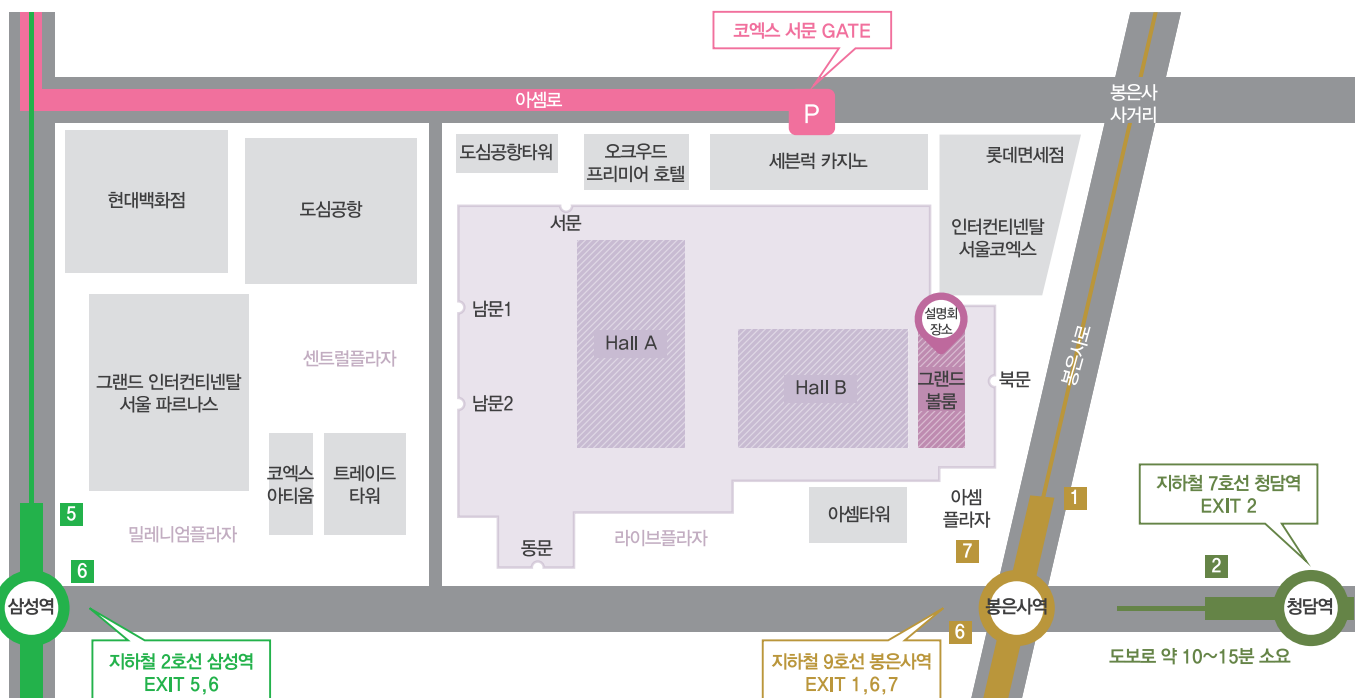 코엑스 서문 GATE
아셈로
P
봉은사
사거리
현대백화점
도심공항
도심공항타워
오크우드
프리미어 호텔
세븐럭 카지노
롯데면세점
인터컨티넨탈
서울코엑스
서문
남문1
남문2
Hall A
Hall B
설명회
장소
그랜드
볼룸
북문
봉은사로
센트럴플라자
그랜드 인터컨티넨탈
서울 파르나스
코엑스
아티움
트레이드
타워
밀레니엄플라자
동문
라이브플라자
아셈타워
아셈
플라자
5
6
삼성역
지하철 2호선 삼성역
EXIT 5,6
1
7
6
봉은사역
지하철 9호선 봉은사역
EXIT 1,6,7
지하철 7호선 청담역
EXIT 2
2
청담역
도보로 약 10~15분 소요